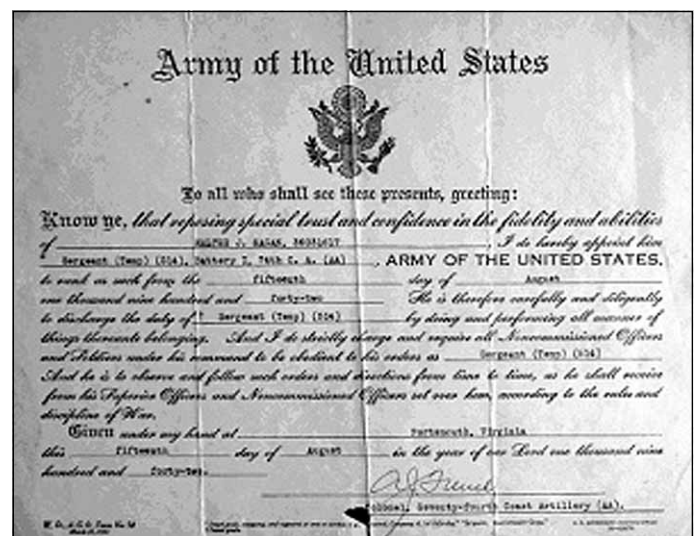 Army of the United States
To all who shall see these presents, greeting:
Know ye, that reposing special trust and confidence in the fidelity and abilities
of J. , I do hereby appoint him
Sergeant (Temp) Battery I, 74th C. A. (AA), ARMY OF THE UNITED STATES,
to rank as such from the fifteenth day of August
one thousand nine hundred and forty-two He is therefore carefully and diligently
to discharge the duty of Sergeant (Temp) by doing and performing all manner of
things thereunto belonging. And I do strictly charge and require all Noncommissioned Officers
and Soldiers under his command to be obedient to his orders as Sergeant (Temp)
And he is to observe and follow such orders and directions from time to time, as he shall receive
from his Superior Officers and Noncommissioned Officers set over him, according to the rules and
discipline of War.
Given under my hand at Portsmouth, Virginia
this fifteenth day of August in the year of our Lord one thousand nine
hundred and forty-two.
Colonel, Seventy-fourth Coast Artillery (AA).